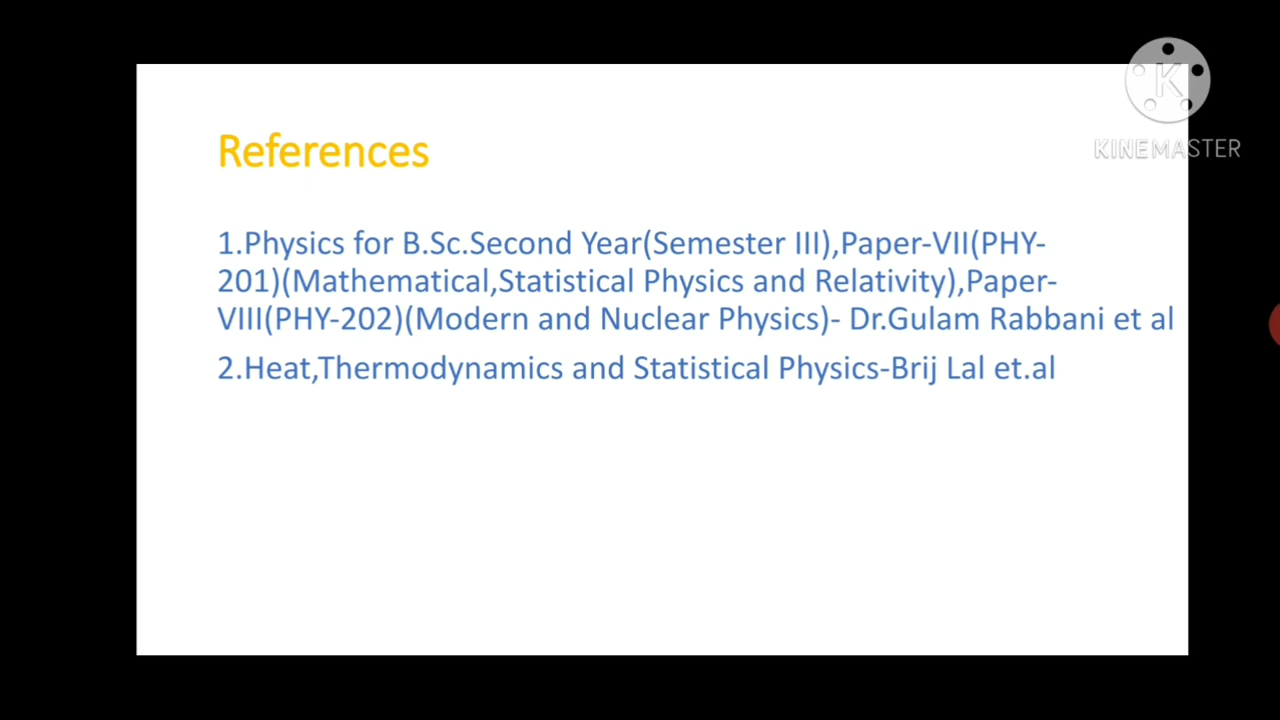 K
KINEMASTER
References
1.Physics for B.Sc.Second Year(Semester III),Paper-VII(PHY-
201)(Mathematical,Statistical Physics and Relativity),Paper-
VIII(PHY-202)(Modern and Nuclear Physics)- Dr.Gulam Rabbani et al
2.Heat,Thermodynamics and Statistical Physics-Brij Lal et.al